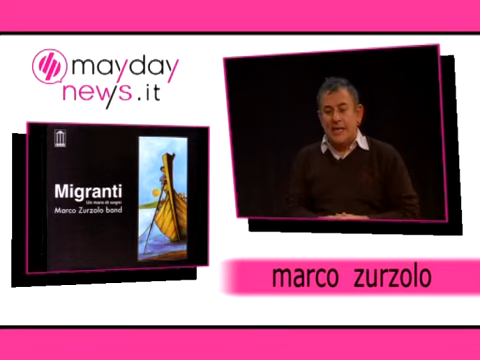 mayday
news.it
Migranti
Un mare di sogni
Marco Zurzolo band
marco zurzolo